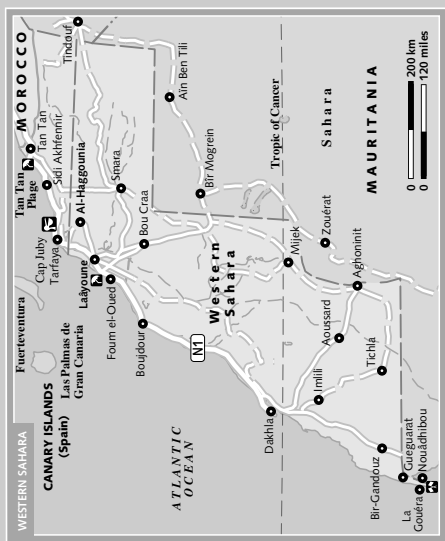 WESTERN SAHARA
CANARY ISLANDS
(Spain)
Fuerteventura
Las Palmas de
Gran Canaria
ATLANTIC
OCEAN
MOROCCO
Tan Tan
Plage
Tan Tan
Sidi Akhfennir
Cap Juby
Tarfaya
Al-Haggounia
Laâyoune
Foum el-Oued
Smara
Bou Craa
Boujdour
N1
Tindouf
Aïn Ben Tili
Bîr Mogreïn
Western
Sahara
Tropic of Cancer
Sahara
MAURITANIA
Dakhla
Imlili
Aoussard
Tichlá
Mijek
Zouérat
Aghoninit
Bîr-Gandouz
Gueguarat
Nouâdhibou
La
Gouéra
0 200 km
0 120 miles